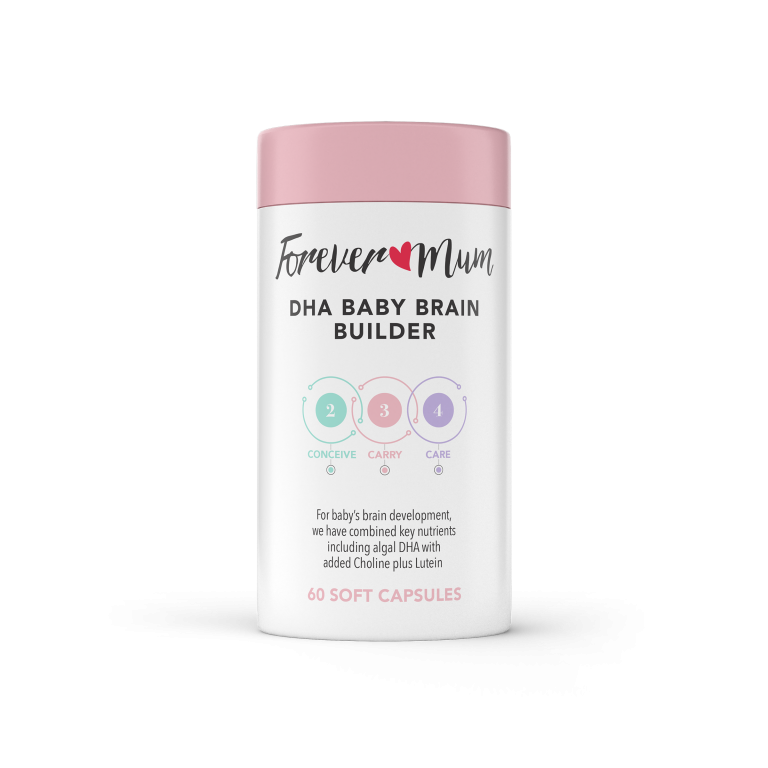 Forever Mum
DHA BABY BRAIN
BUILDER
2 3 4
CONCEIVE CARRY CARE
For baby's brain development,
we have combined key nutrients
including algal DHA with
added Choline plus Lutein
60 SOFT CAPSULES